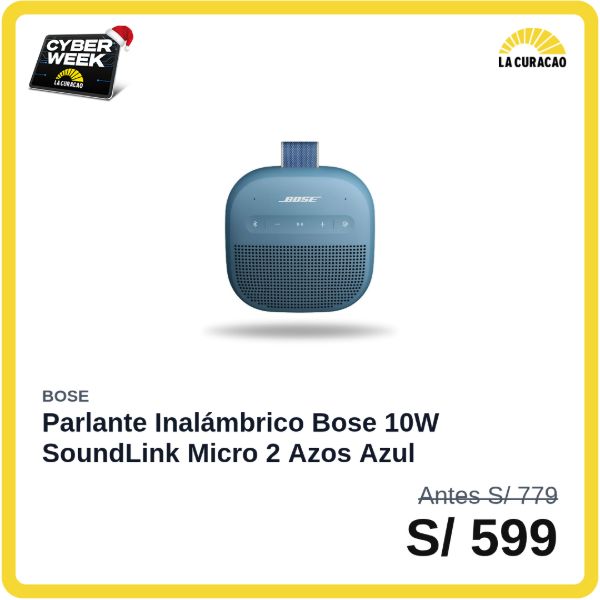 CYBER
WEEK
LA CURACAO
LA CURACAO
BOSE
BOSE
Parlante Inalámbrico Bose 10W
SoundLink Micro 2 Azos Azul
Antes S/ 779
S/ 599